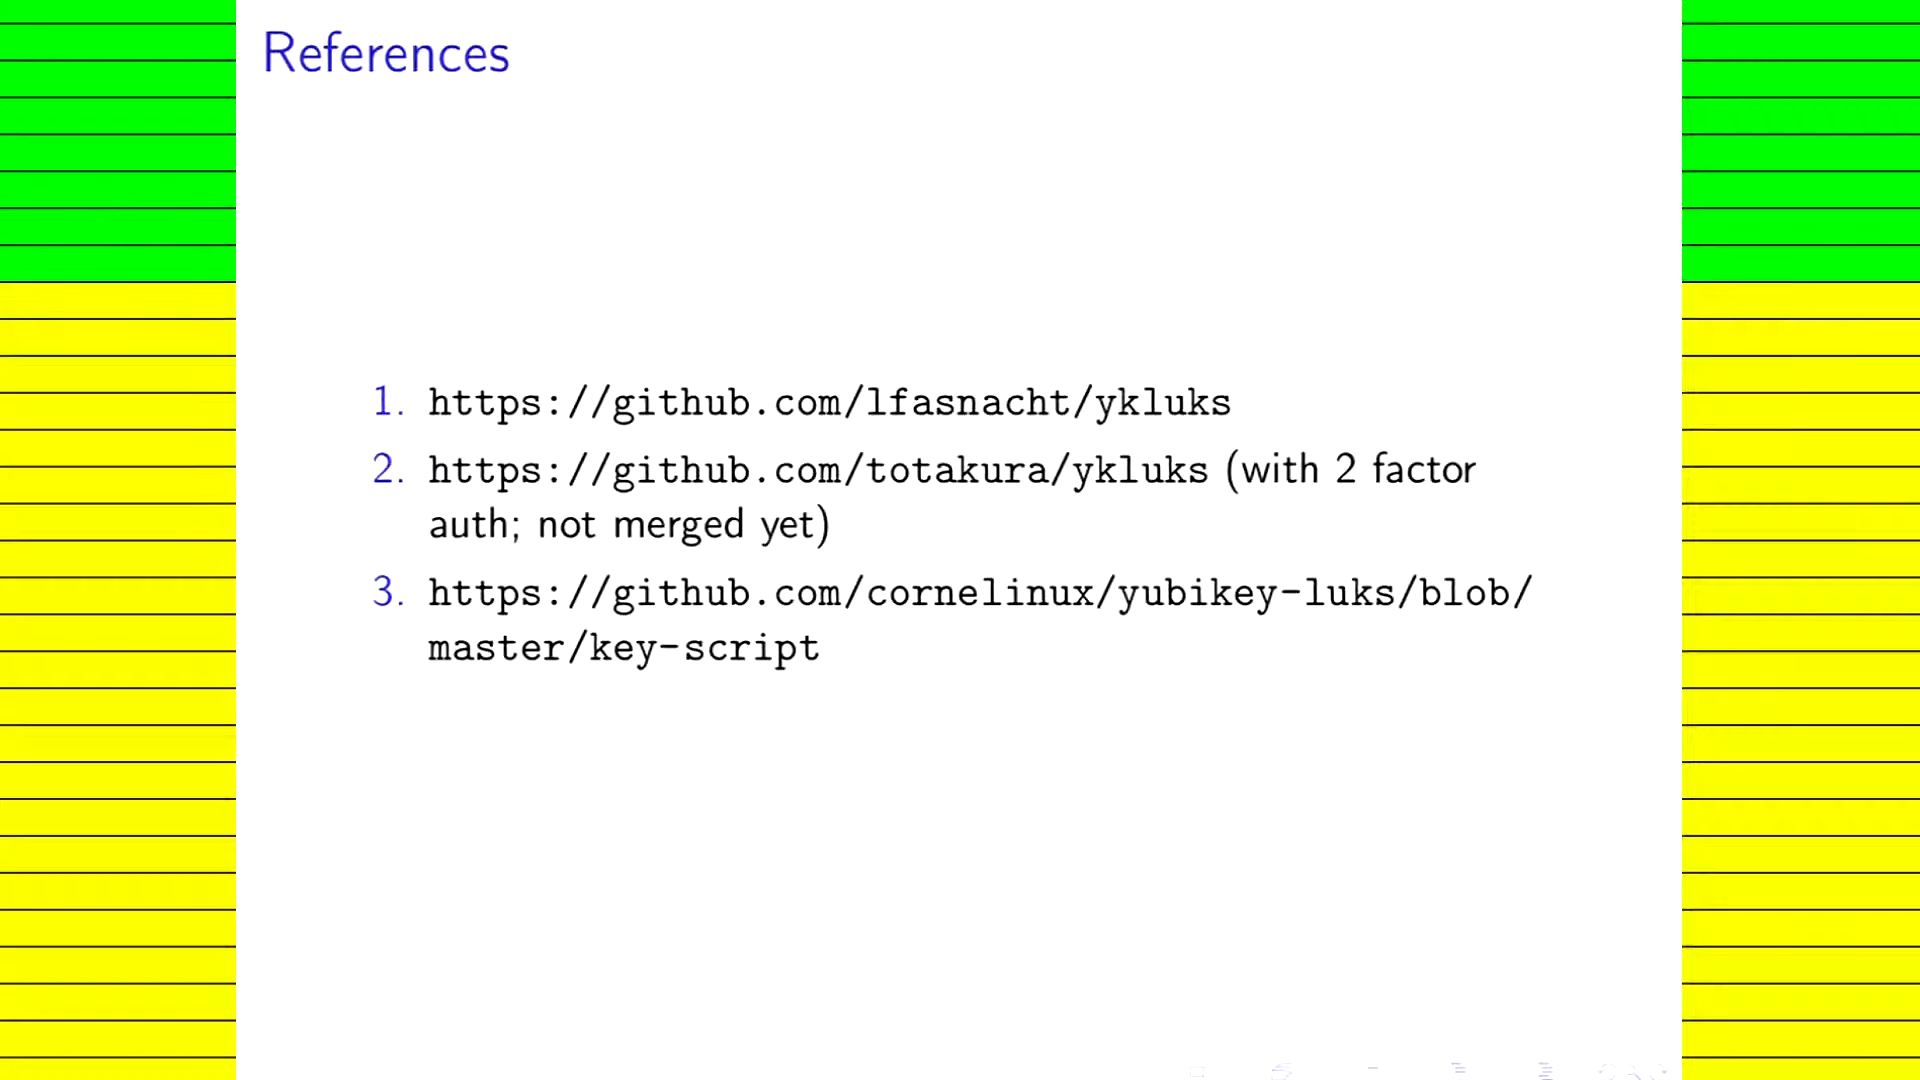 References
1. https://github.com/lfasnacht/ykluks
2. https://github.com/totakura/ykluks (with 2 factor
auth; not merged yet)
3. https://github.com/cornelinux/yubikey-luks/blob/
master/key-script